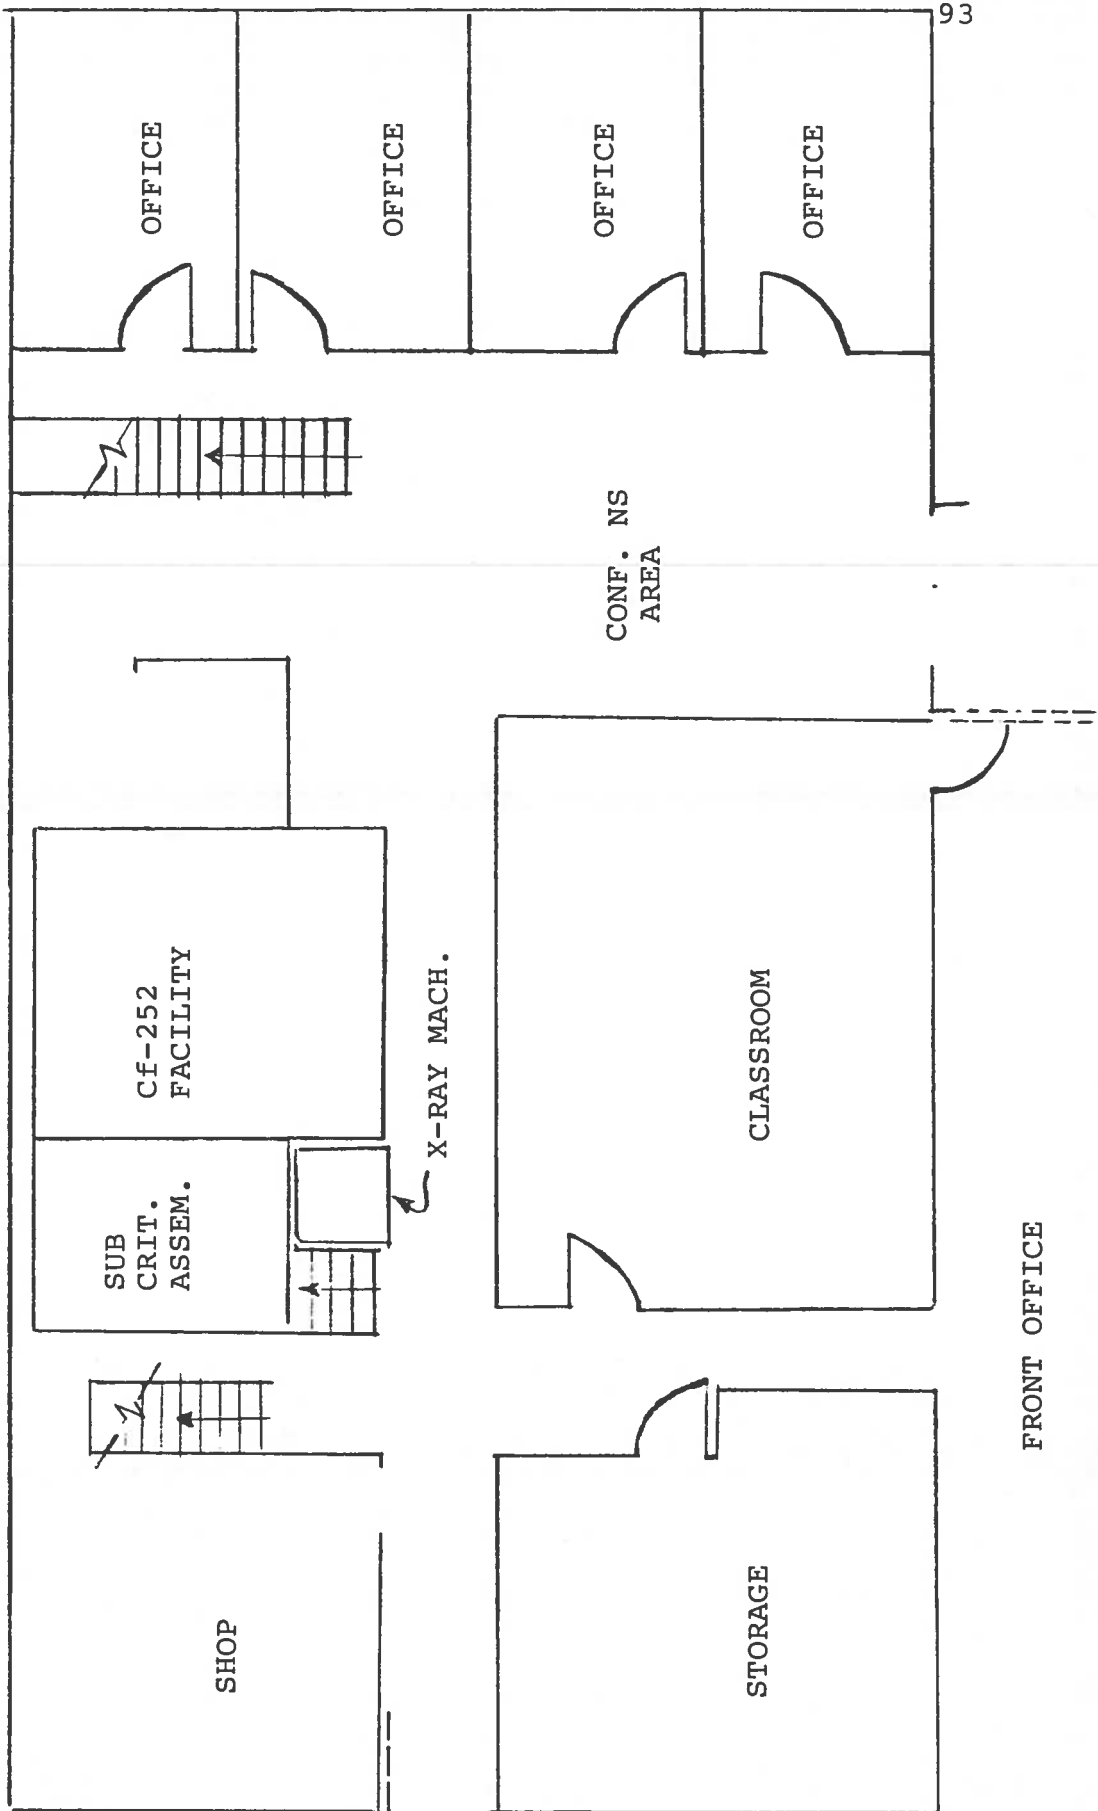 93
OFFICE
OFFICE
OFFICE
OFFICE
CONF. NS
AREA
Cf-252
FACILITY
X-RAY MACH.
SUB
CRIT.
ASSEM.
CLASSROOM
SHOP
STORAGE
FRONT OFFICE